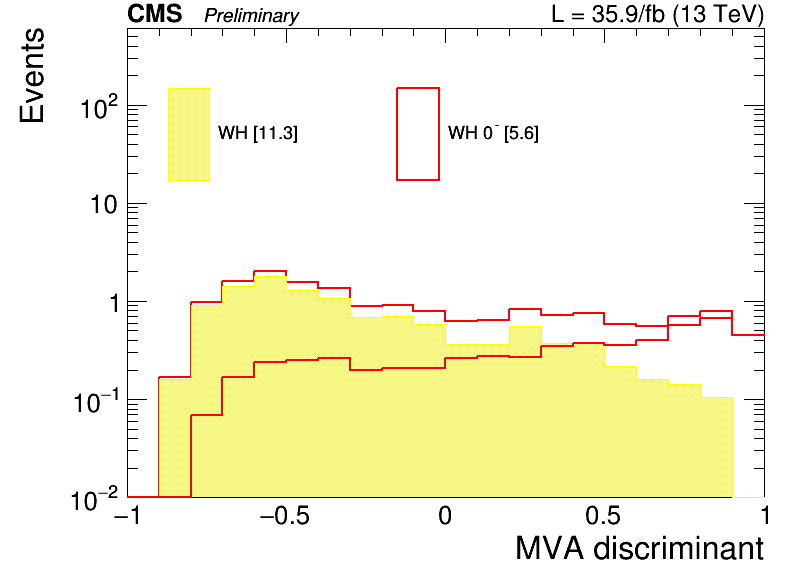 CMS Preliminary L = 35.9/fb (13 TeV)
Events
10²
10
1
10⁻¹
10⁻²
WH [11.3]
WH 0⁻ [5.6]
−1 −0.5 0 0.5 1
MVA discriminant